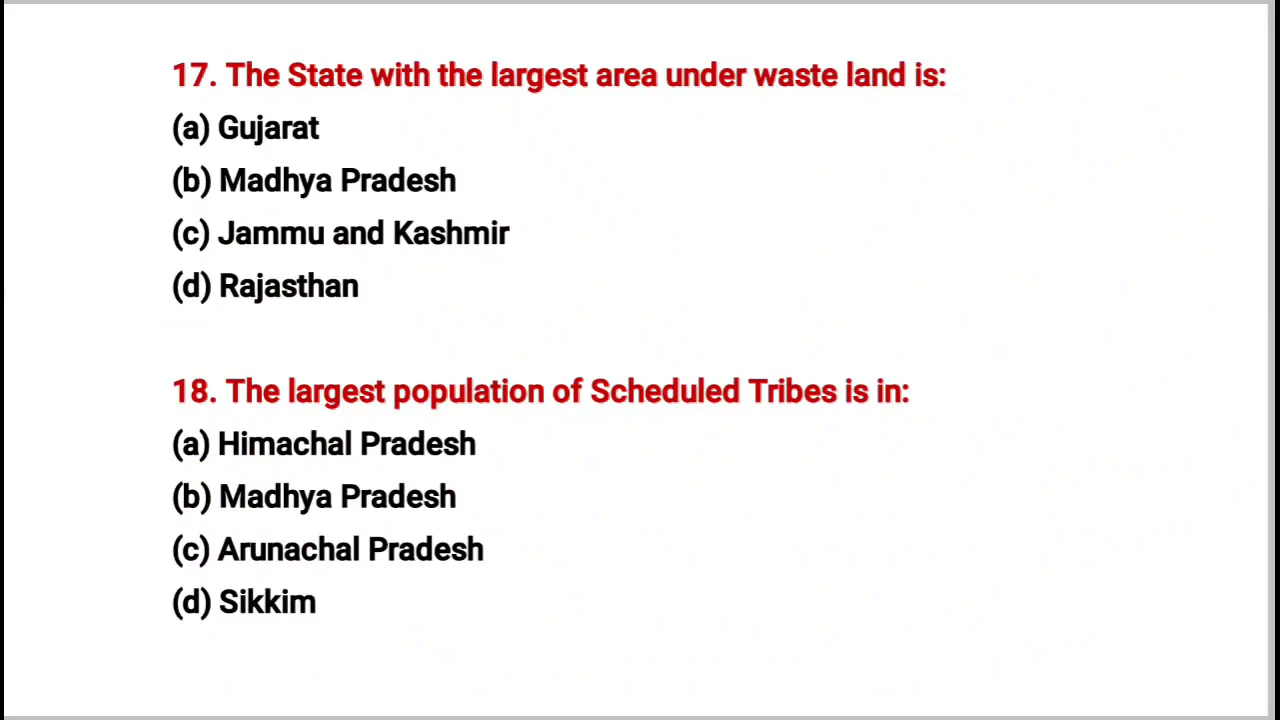 17. The State with the largest area under waste land is:
(a) Gujarat
(b) Madhya Pradesh
(c) Jammu and Kashmir
(d) Rajasthan
18. The largest population of Scheduled Tribes is in:
(a) Himachal Pradesh
(b) Madhya Pradesh
(c) Arunachal Pradesh
(d) Sikkim